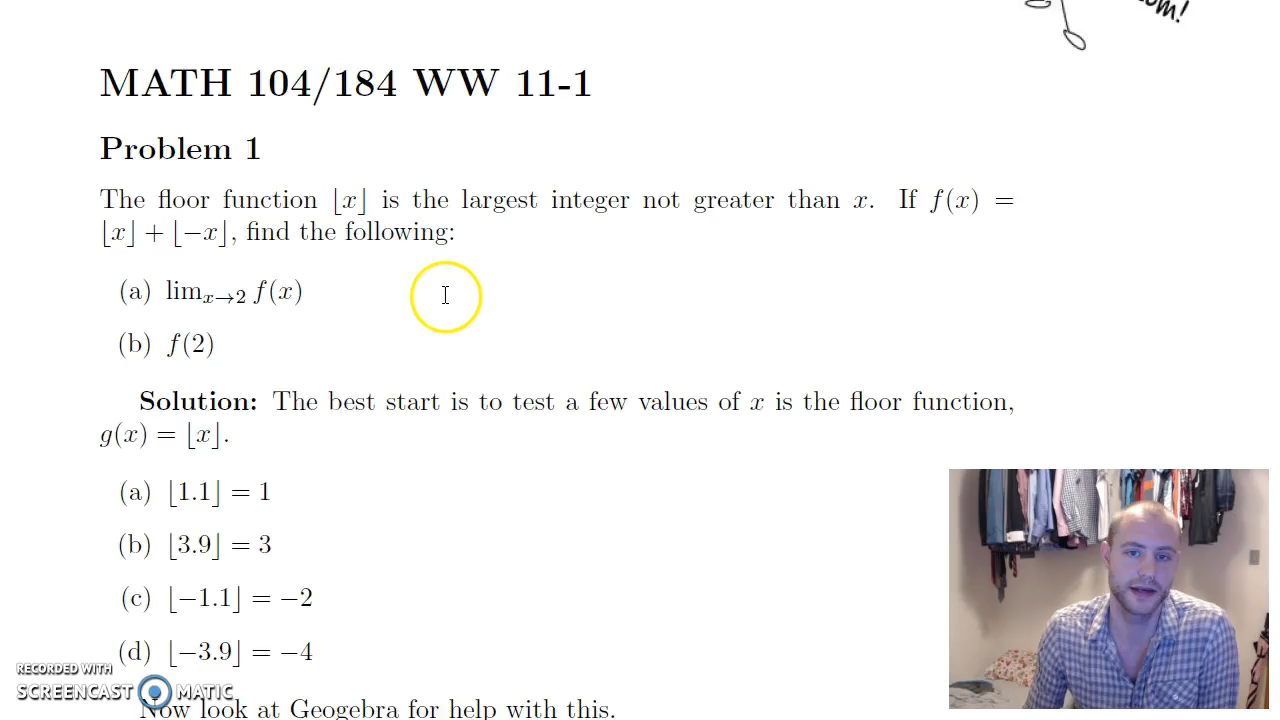 MATH 104/184 WW 11-1
Problem 1
The floor function ⌊x⌋ is the largest integer not greater than x. If f(x) =
⌊x⌋ + ⌊−x⌋, find the following:
(a) lim_{x→2} f(x)
(b) f(2)
Solution: The best start is to test a few values of x is the floor function,
g(x) = ⌊x⌋.
(a) ⌊1.1⌋ = 1
(b) ⌊3.9⌋ = 3
(c) ⌊−1.1⌋ = −2
(d) ⌊−3.9⌋ = −4
RECORDED WITH
SCREENCAST MATIC
Now look at Geogebra for help with this.